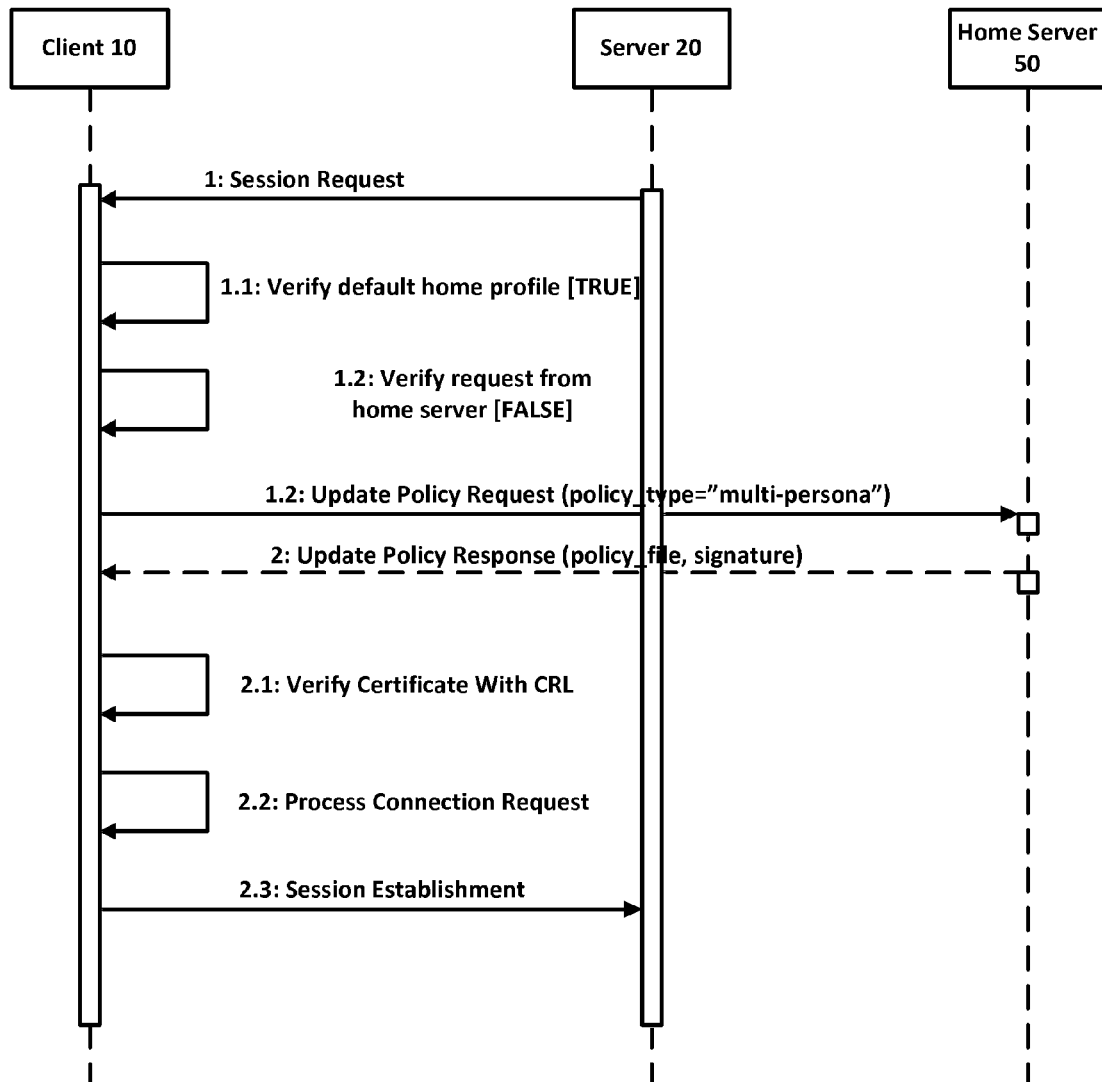 Client 10
Server 20
Home Server
50
1: Session Request
1.1: Verify default home profile [TRUE]
1.2: Verify request from
home server [FALSE]
1.2: Update Policy Request (policy_type=”multi-persona”)
2: Update Policy Response (policy_file, signature)
2.1: Verify Certificate With CRL
2.2: Process Connection Request
2.3: Session Establishment